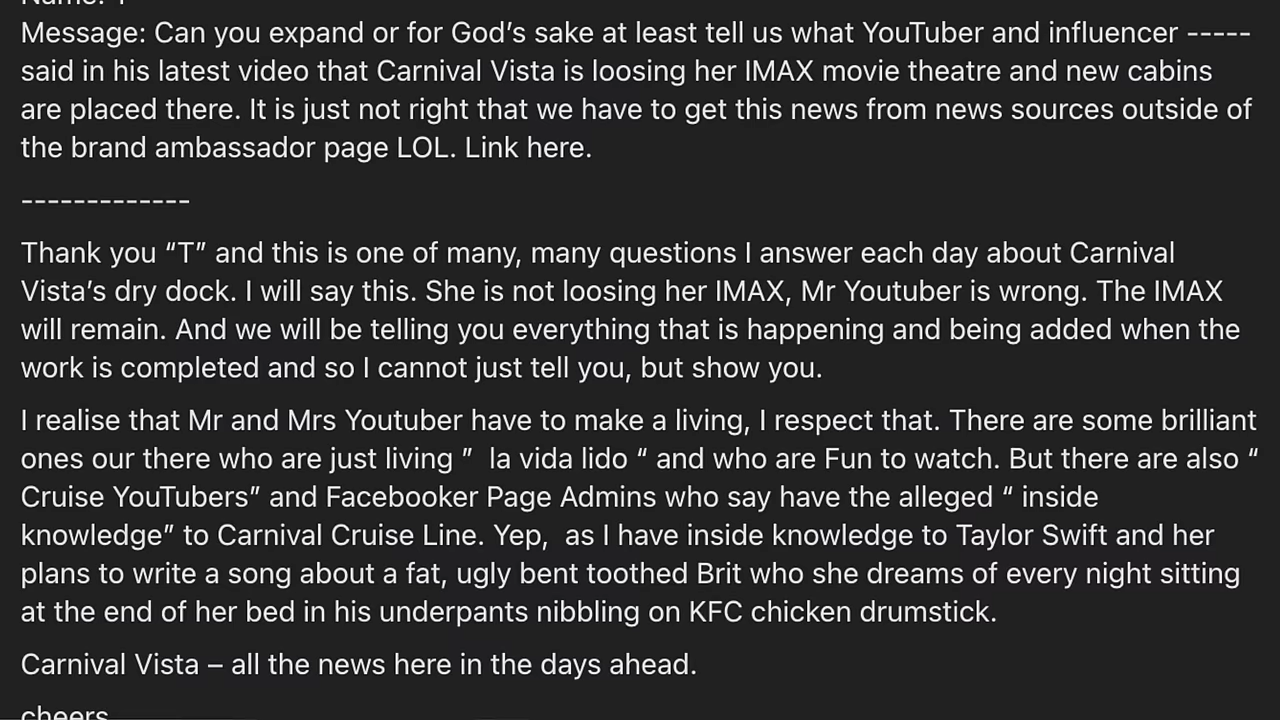 Name: T
Message: Can you expand or for God’s sake at least tell us what YouTuber and influencer -----
said in his latest video that Carnival Vista is loosing her IMAX movie theatre and new cabins
are placed there. It is just not right that we have to get this news from news sources outside of
the brand ambassador page LOL. Link here.
-------------
Thank you “T” and this is one of many, many questions I answer each day about Carnival
Vista’s dry dock. I will say this. She is not loosing her IMAX, Mr Youtuber is wrong. The IMAX
will remain. And we will be telling you everything that is happening and being added when the
work is completed and so I cannot just tell you, but show you.
I realise that Mr and Mrs Youtuber have to make a living, I respect that. There are some brilliant
ones our there who are just living ”  la vida lido “ and who are Fun to watch. But there are also “
Cruise YouTubers” and Facebooker Page Admins who say have the alleged “ inside
knowledge” to Carnival Cruise Line. Yep,  as I have inside knowledge to Taylor Swift and her
plans to write a song about a fat, ugly bent toothed Brit who she dreams of every night sitting
at the end of her bed in his underpants nibbling on KFC chicken drumstick.
Carnival Vista – all the news here in the days ahead.
cheers